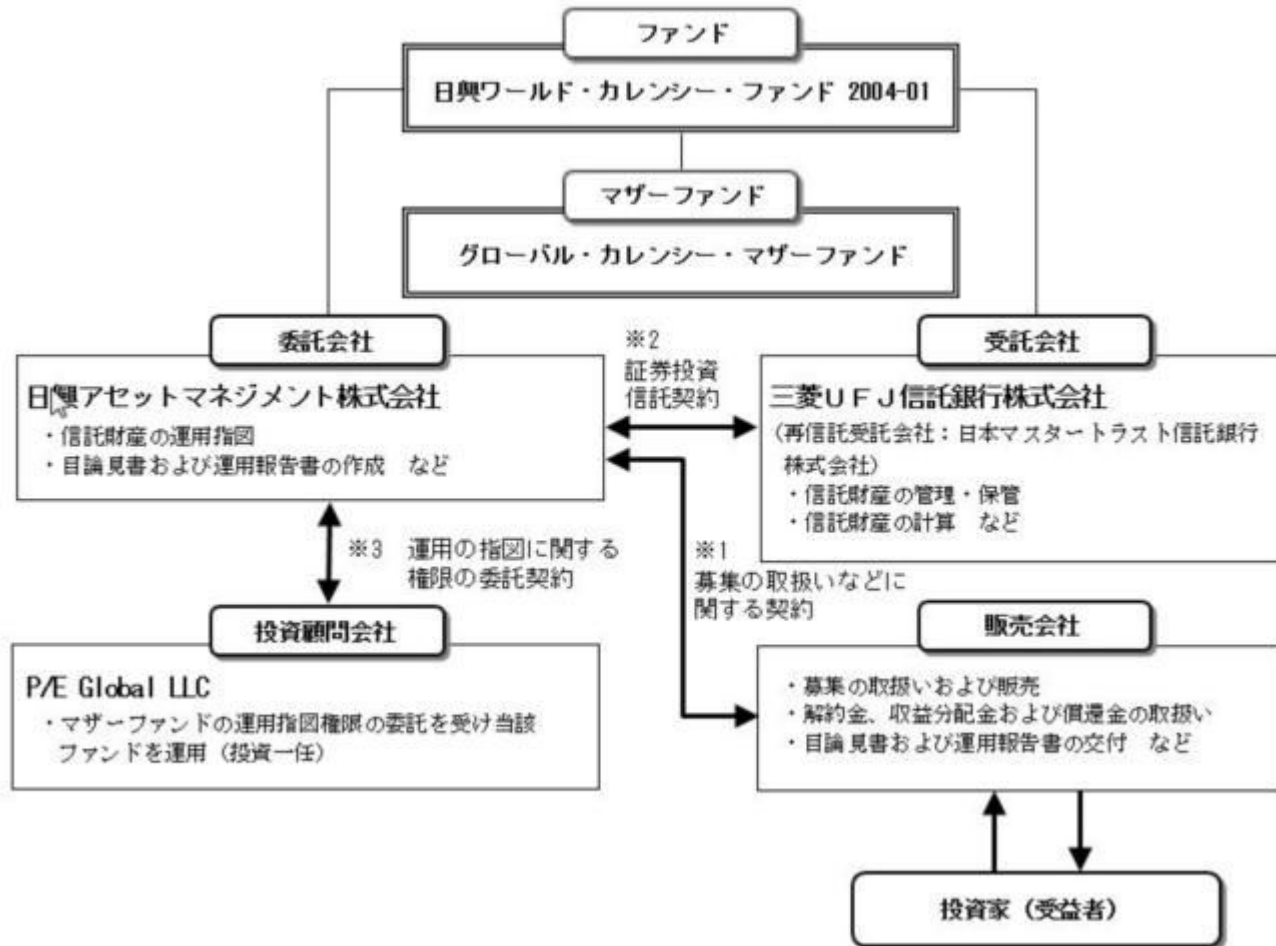 ファンド
日興ワールド・カレンシー・ファンド 2004-01
マザーファンド
グローバル・カレンシー・マザーファンド
委託会社
日興アセットマネジメント株式会社
・信託財産の運用指図
・目論見書および運用報告書の作成 など
※2
証券投資
信託契約
受託会社
三菱UFJ信託銀行株式会社
(再信託受託会社:日本マスタートラスト信託銀行
株式会社)
・信託財産の管理・保管
・信託財産の計算 など
※3 運用の指図に関する
権限の委託契約
※1
募集の取扱いなどに
関する契約
投資顧問会社
P/E Global LLC
・マザーファンドの運用指図権限の委託を受け当該
ファンドを運用(投資一任)
販売会社
・募集の取扱いおよび販売
・解約金、収益分配金および償還金の取扱い
・目論見書および運用報告書の交付 など
投資家(受益者)